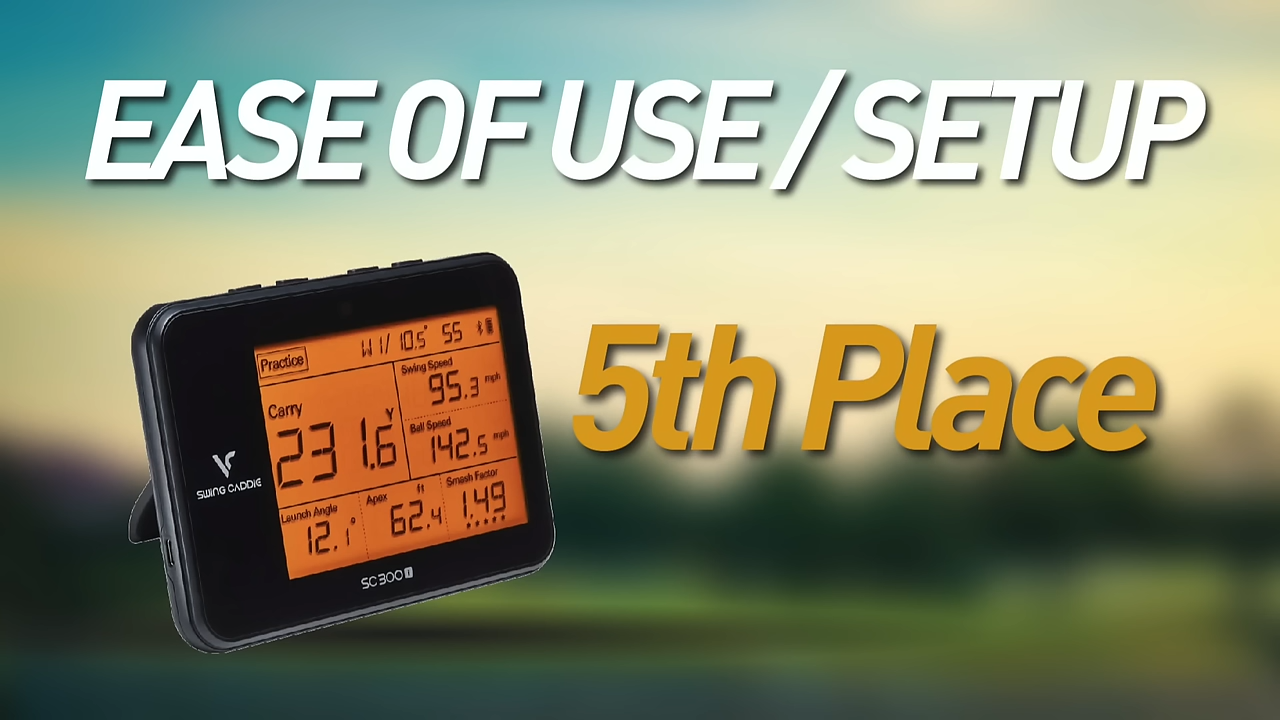 EASE OF USE / SETUP
5th Place
Practice
W1/ 10.5° 55
Carry
231.6 Y
Swing Speed
95.3 mph
Ball Speed
142.5 mph
Launch Angle
12.1°
Apex ft
62.4
Smash Factor
1.49
SWING CADDIE
SC300i